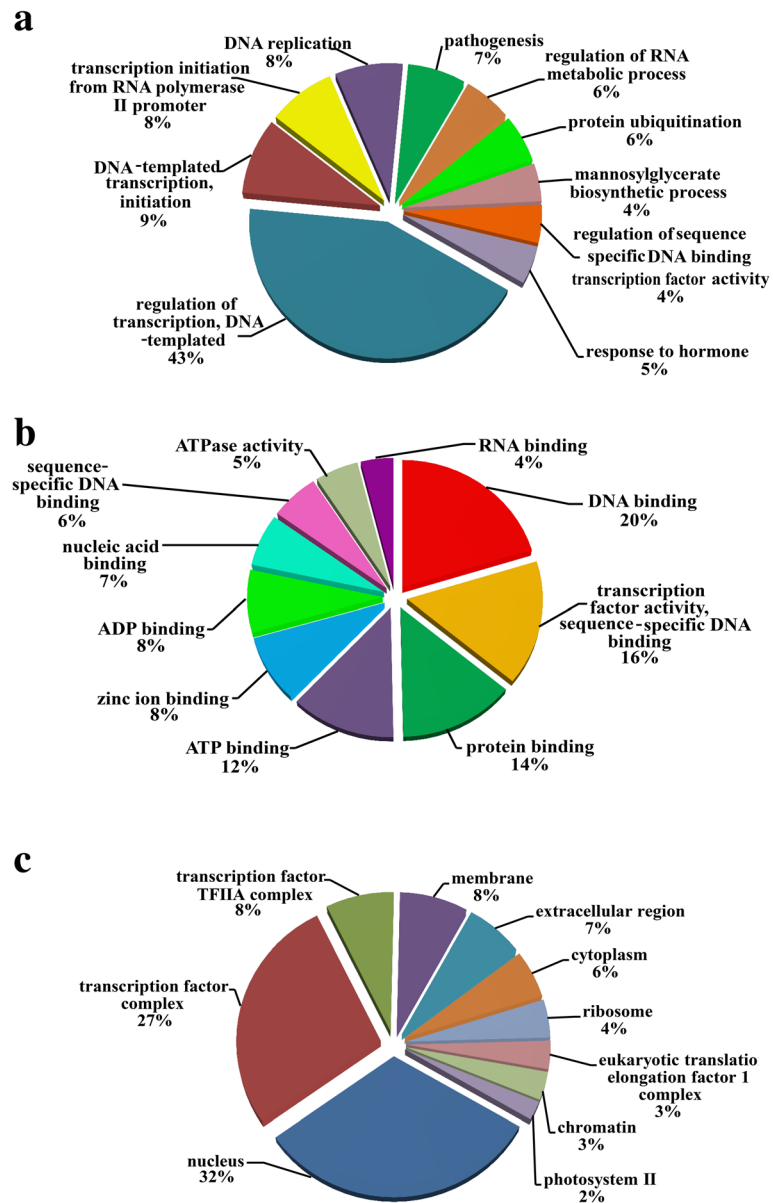 a
DNA replication
8%
pathogenesis
7%
regulation of RNA
metabolic process
6%
transcription initiation
from RNA polymerase
II promoter
8%
protein ubiquitination
6%
DNA-templated
transcription,
initiation
9%
mannosylglycerate
biosynthetic process
4%
regulation of sequence
specific DNA binding
transcription factor activity
4%
regulation of
transcription, DNA
-templated
43%
response to hormone
5%
b
ATPase activity
5%
RNA binding
4%
sequence-
specific DNA
binding
6%
DNA binding
20%
nucleic acid
binding
7%
transcription
factor activity,
sequence-specific DNA
binding
16%
ADP binding
8%
zinc ion binding
8%
ATP binding
12%
protein binding
14%
c
transcription factor
TFIIA complex
8%
membrane
8%
extracellular region
7%
cytoplasm
6%
transcription factor
complex
27%
ribosome
4%
eukaryotic translatio
elongation factor 1
complex
3%
chromatin
3%
nucleus
32%
photosystem II
2%